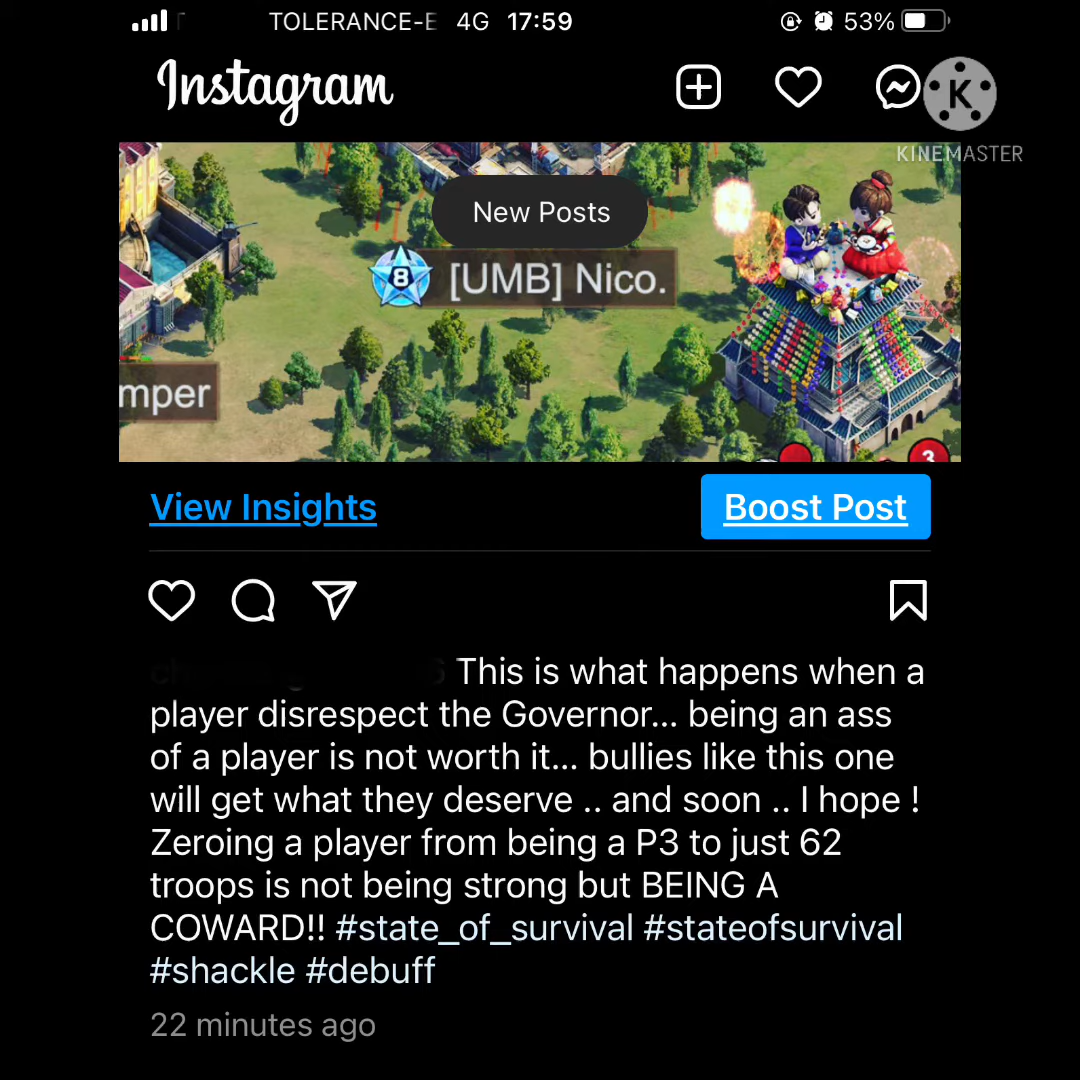 TOLERANCE-E 4G 17:59 53%
Instagram
K
KINEMASTER
New Posts
8 [UMB] Nico.
mper
3
View Insights Boost Post
This is what happens when a
player disrespect the Governor... being an ass
of a player is not worth it... bullies like this one
will get what they deserve .. and soon .. I hope !
Zeroing a player from being a P3 to just 62
troops is not being strong but BEING A
COWARD!! #state_of_survival #stateofsurvival
#shackle #debuff
22 minutes ago